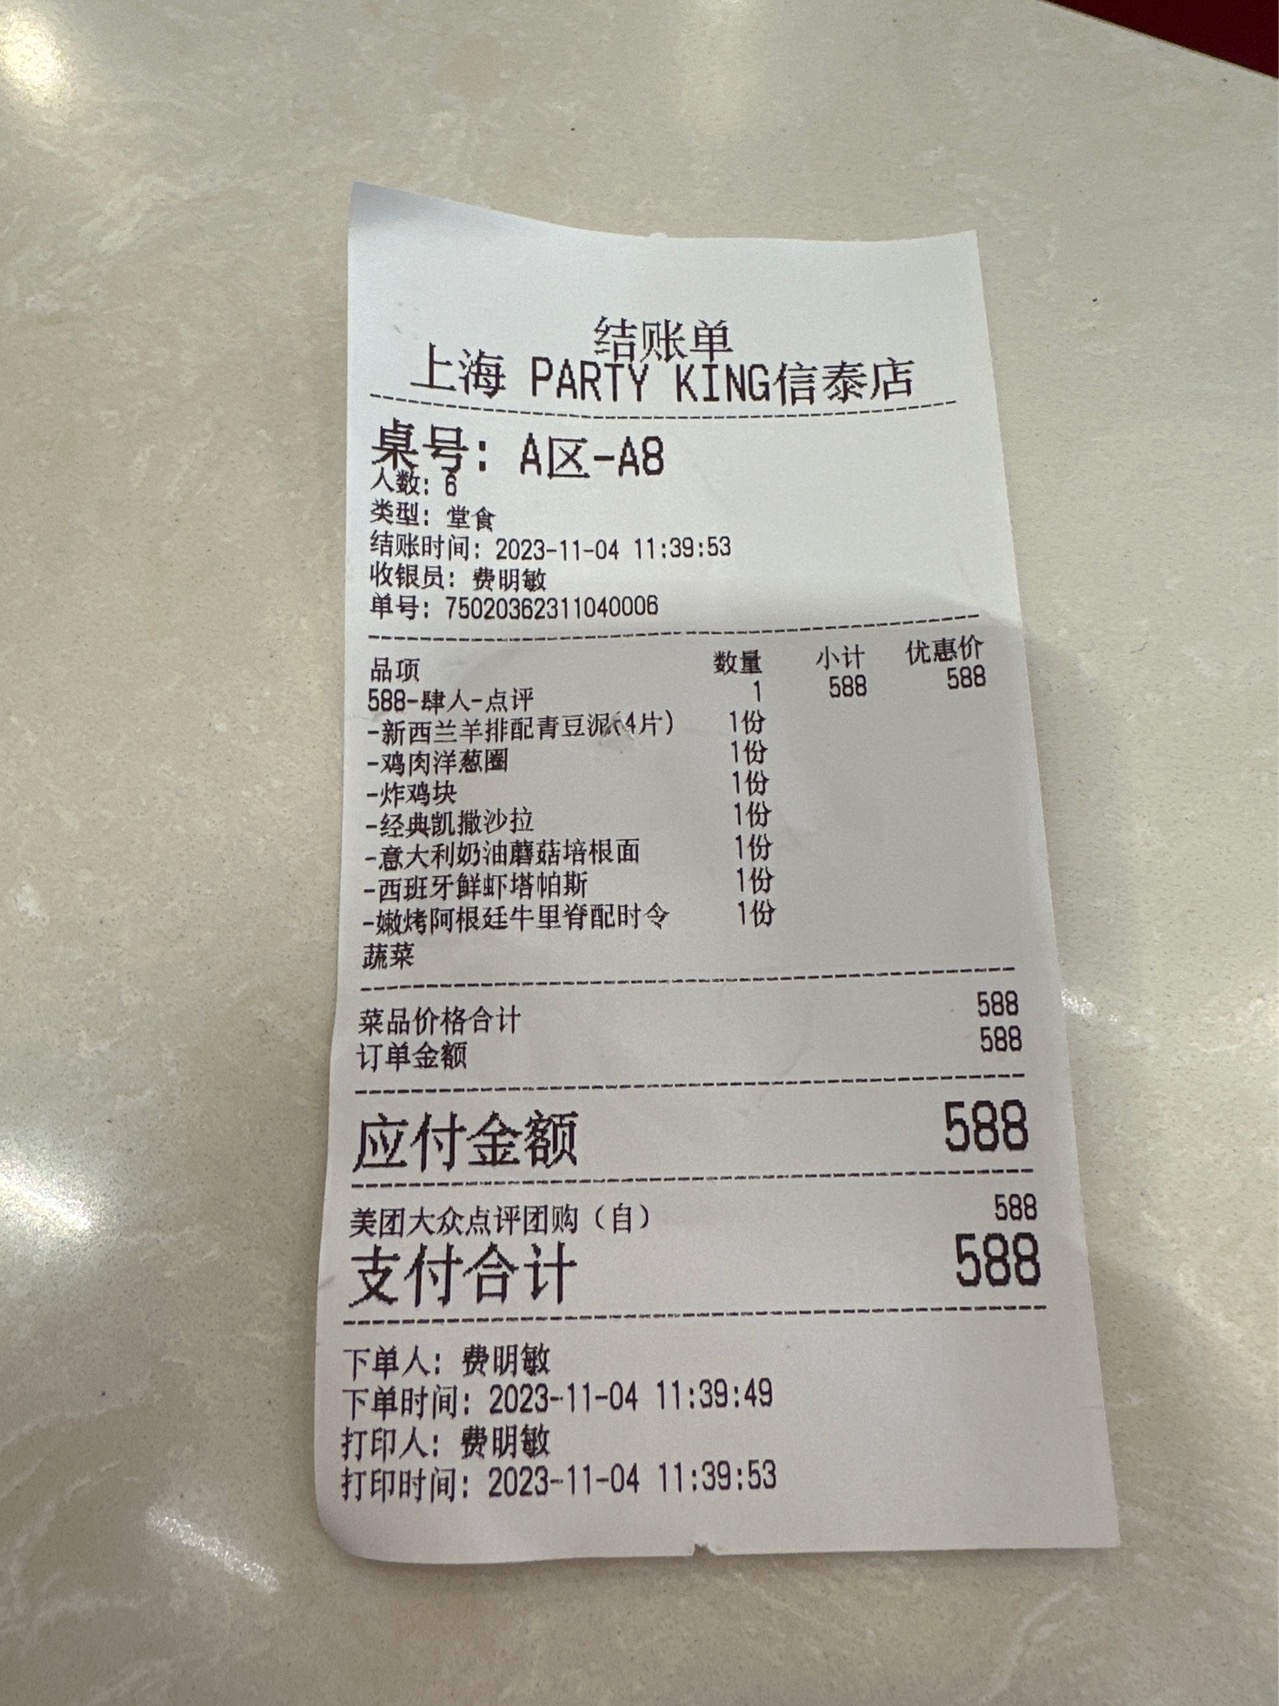 结账单
上海 PARTY KING信泰店
桌号: A区-A8
人数: 6
类型: 堂食
结账时间: 2023-11-04 11:39:53
收银员: 费明敏
单号: 75020362311040006
品项 数量 小计 优惠价
588-肆人-点评 1 588 588
-新西兰羊排配青豆泥(4片) 1份
-鸡肉洋葱圈 1份
-炸鸡块 1份
-经典凯撒沙拉 1份
-意大利奶油蘑菇培根面 1份
-西班牙鲜虾塔帕斯 1份
-嫩烤阿根廷牛里脊配时令 1份
蔬菜
菜品价格合计 588
订单金额 588
应付金额 588
美团大众点评团购（自） 588
支付合计 588
下单人: 费明敏
下单时间: 2023-11-04 11:39:49
打印人: 费明敏
打印时间: 2023-11-04 11:39:53